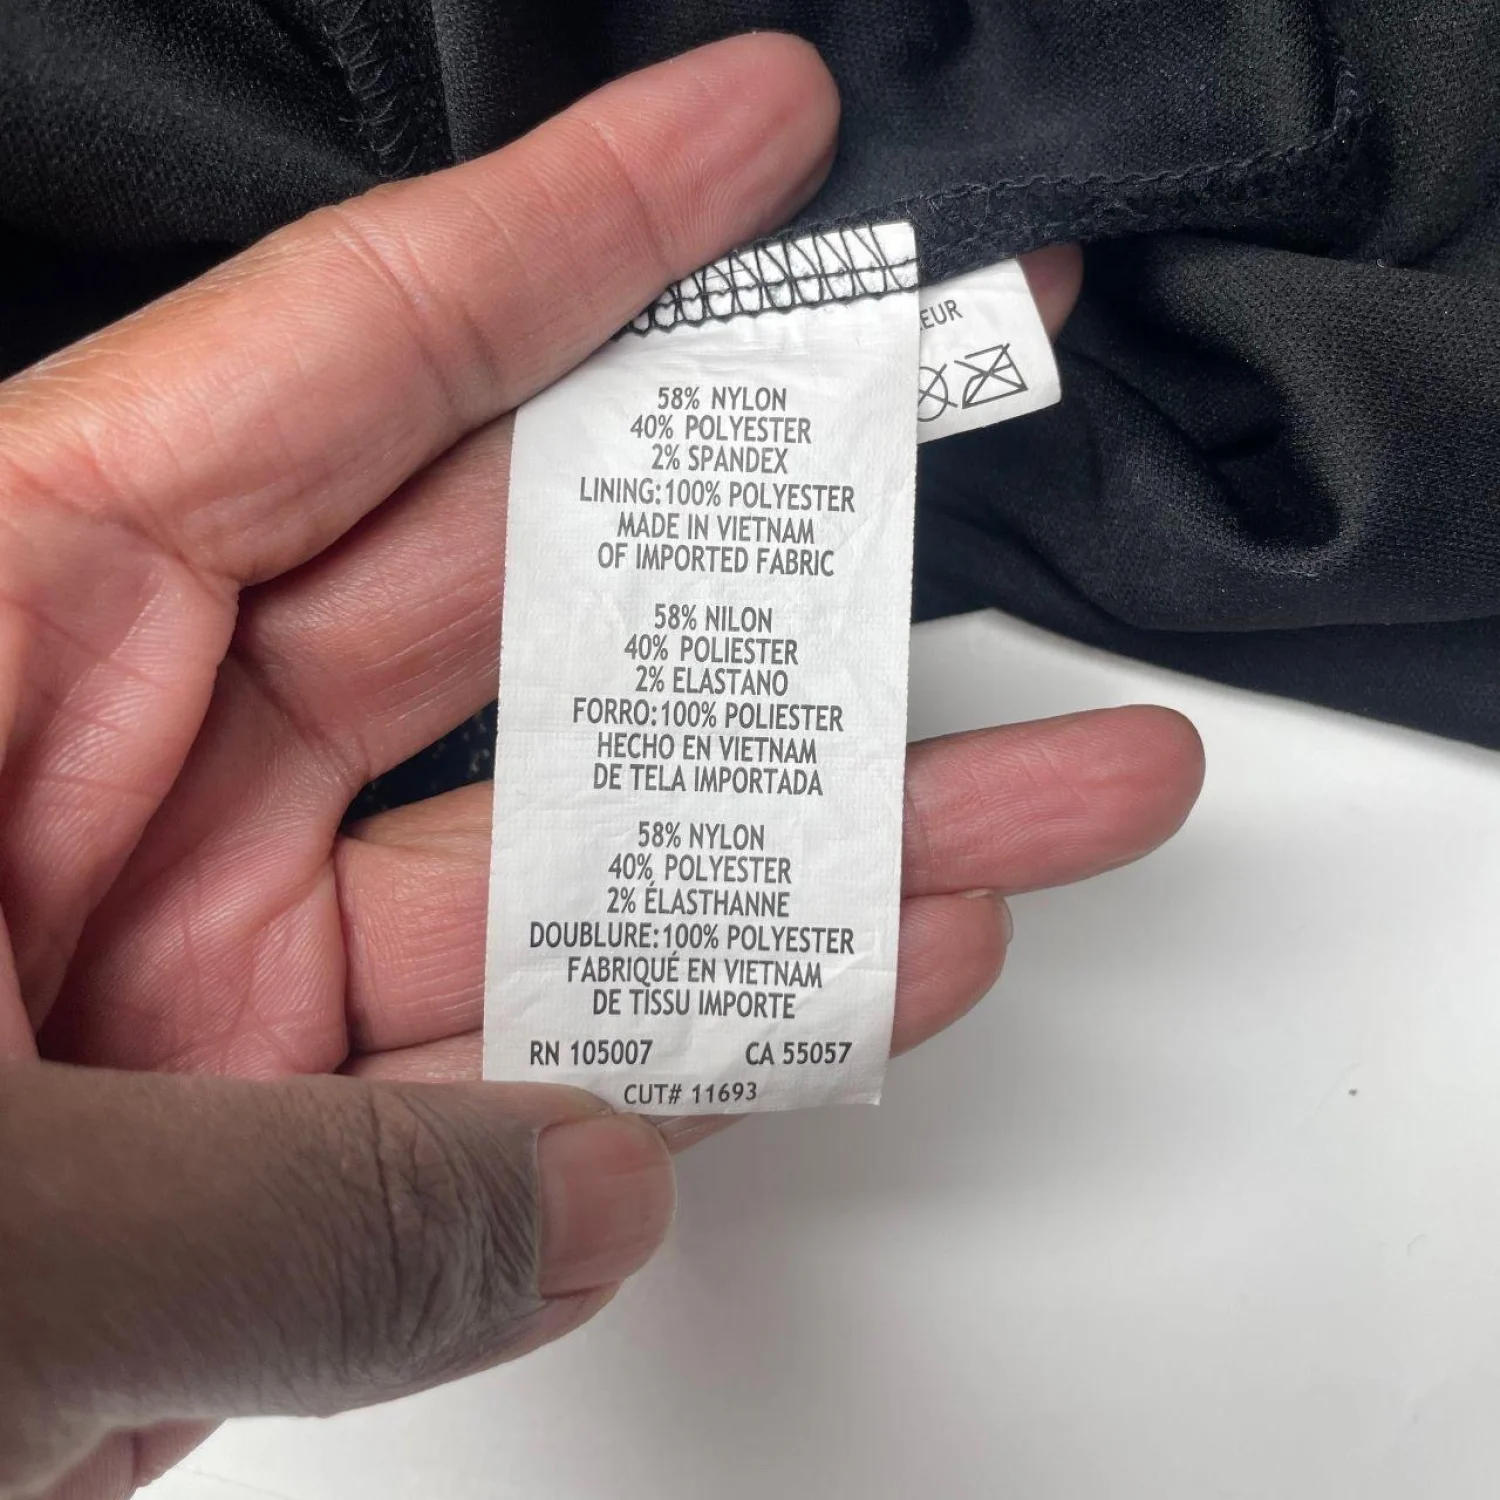 58% NYLON
40% POLYESTER
2% SPANDEX
LINING:100% POLYESTER
MADE IN VIETNAM
OF IMPORTED FABRIC
58% NILON
40% POLIESTER
2% ELASTANO
FORRO:100% POLIESTER
HECHO EN VIETNAM
DE TELA IMPORTADA
58% NYLON
40% POLYESTER
2% ÉLASTHANNE
DOUBLURE:100% POLYESTER
FABRIQUÉ EN VIETNAM
DE TISSU IMPORTE
RN 105007 CA 55057
CUT# 11693